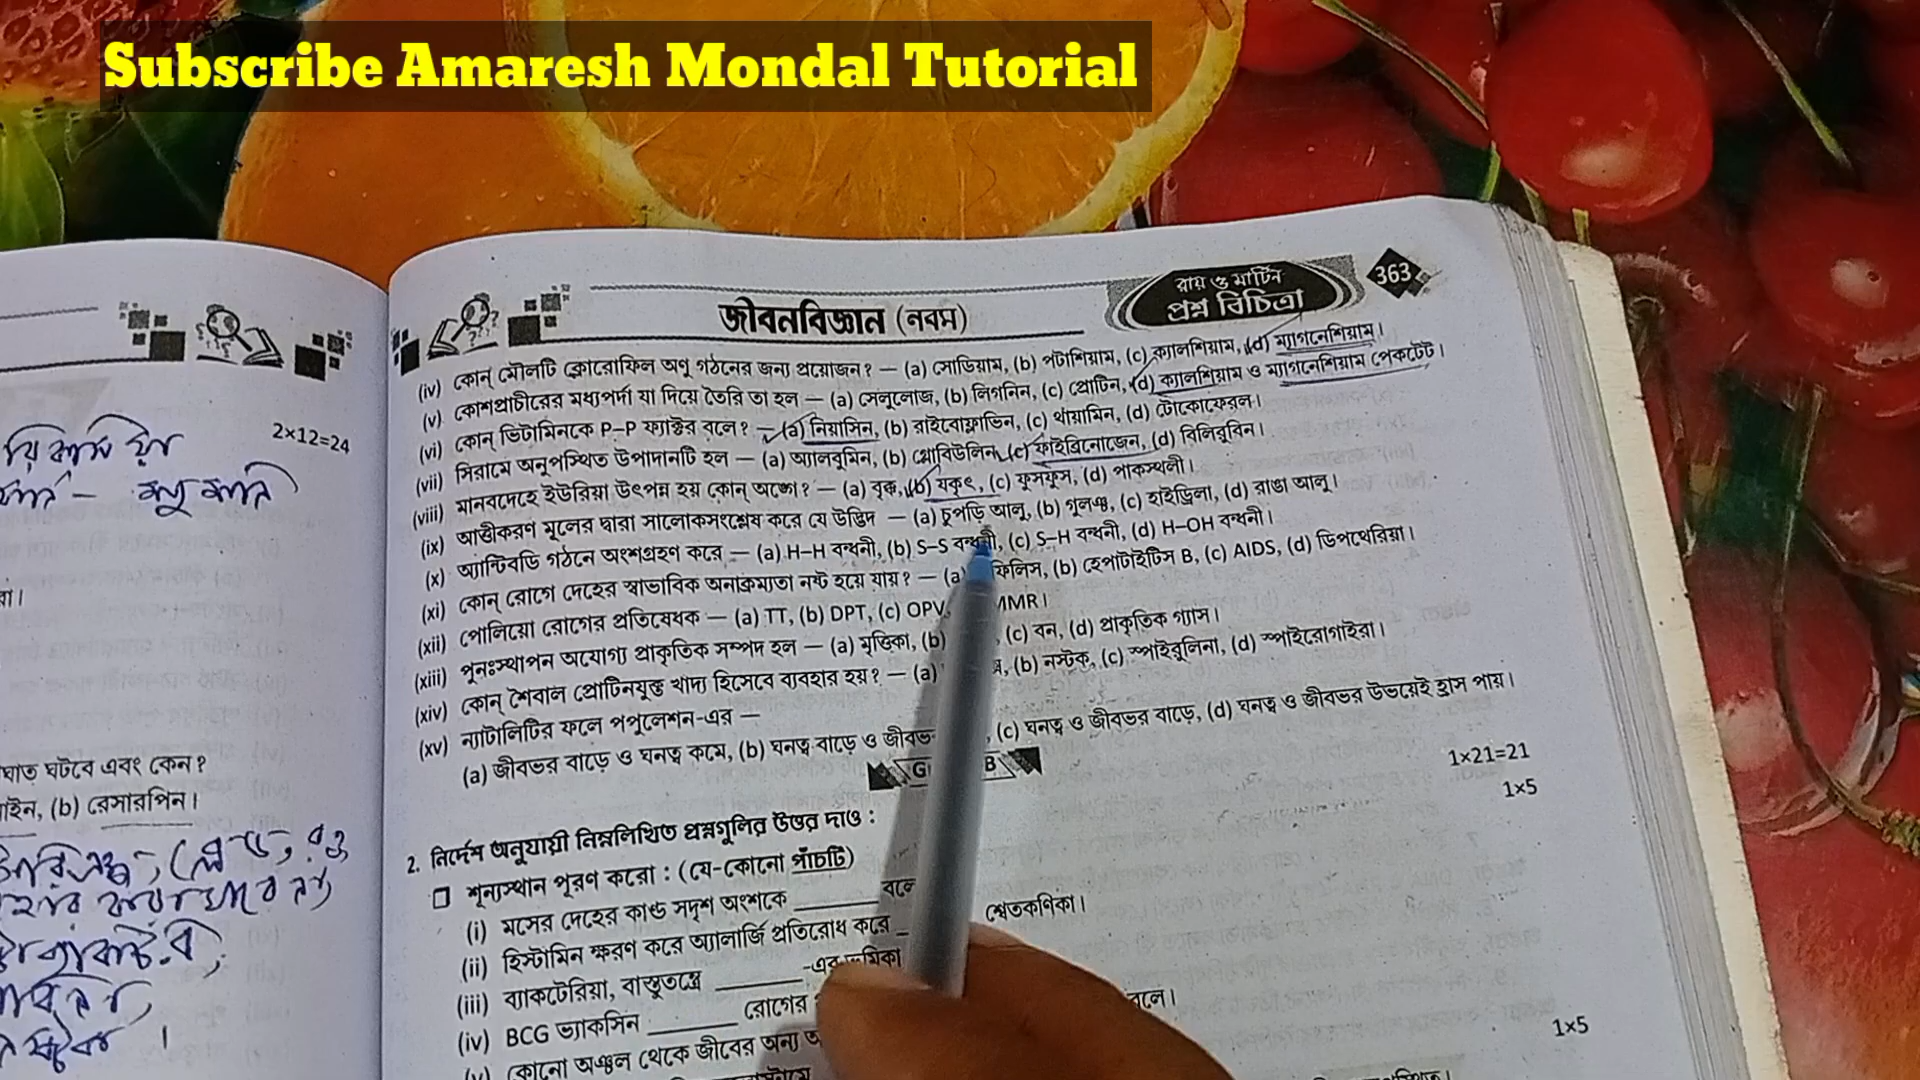 Subscribe Amaresh Mondal Tutorial
জীবনবিজ্ঞান (নবম)
রায় ও মার্টিন
প্রশ্ন বিচিত্রা
363
2×12=24
(iv) কোন্ মৌলটি ক্লোরোফিল অণু গঠনের জন্য প্রয়োজন? — (a) সোডিয়াম, (b) পটাশিয়াম, (c) ক্যালশিয়াম, (d) ম্যাগনেশিয়াম।
(v) কোশপ্রাচীরের মধ্যপর্দা যা দিয়ে তৈরি তা হল — (a) সেলুলোজ, (b) লিগনিন, (c) প্রোটিন, (d) ক্যালশিয়াম ও ম্যাগনেশিয়াম পেকটেট।
(vi) কোন্ ভিটামিনকে P–P ফ্যাক্টর বলে? — (a) নিয়াসিন, (b) রাইবোফ্লাভিন, (c) থায়ামিন, (d) টোকোফেরল।
(vii) সিরামে অনুপস্থিত উপাদানটি হল — (a) অ্যালবুমিন, (b) গ্লোবিউলিন, (c) ফাইব্রিনোজেন, (d) বিলিরুবিন।
(viii) মানবদেহে ইউরিয়া উৎপন্ন হয় কোন্ অঙ্গে? — (a) বৃক্ক, (b) যকৃৎ, (c) ফুসফুস, (d) পাকস্থলী।
(ix) আত্তীকরণ মূলের দ্বারা সালোকসংশ্লেষ করে যে উদ্ভিদ — (a) চুপড়ি আলু, (b) গুলঞ্চ, (c) হাইড্রিলা, (d) রাঙা আলু।
(x) অ্যান্টিবডি গঠনে অংশগ্রহণ করে — (a) H–H বন্ধনী, (b) S–S বন্ধনী, (c) S–H বন্ধনী, (d) H–OH বন্ধনী।
(xi) কোন্ রোগে দেহের স্বাভাবিক অনাক্রম্যতা নষ্ট হয়ে যায়? — (a) ফিলিস, (b) হেপাটাইটিস B, (c) AIDS, (d) ডিপথেরিয়া।
(xii) পোলিয়ো রোগের প্রতিষেধক — (a) TT, (b) DPT, (c) OPV, MMR।
(xiii) পুনঃস্থাপন অযোগ্য প্রাকৃতিক সম্পদ হল — (a) মৃত্তিকা, (b) , (c) বন, (d) প্রাকৃতিক গ্যাস।
(xiv) কোন্ শৈবাল প্রোটিনযুক্ত খাদ্য হিসেবে ব্যবহার হয়? — (a) , (b) নস্টক, (c) স্পাইরুলিনা, (d) স্পাইরোগাইরা।
(xv) ন্যাটালিটির ফলে পপুলেশন-এর —
(a) জীবভর বাড়ে ও ঘনত্ব কমে, (b) ঘনত্ব বাড়ে ও জীবভ , (c) ঘনত্ব ও জীবভর বাড়ে, (d) ঘনত্ব ও জীবভর উভয়েই হ্রাস পায়।
G B
1×21=21
2. নির্দেশ অনুযায়ী নিম্নলিখিত প্রশ্নগুলির উত্তর দাও :
1×5
শূন্যস্থান পূরণ করো : (যে-কোনো পাঁচটি)
(i) মসের দেহের কাণ্ড সদৃশ অংশকে ______ বলে
(ii) হিস্টামিন ক্ষরণ করে অ্যালার্জি প্রতিরোধ করে _ শ্বেতকণিকা।
(iii) ব্যাকটেরিয়া, বাস্তুতন্ত্রে ______ -এর ভূমিকা
(iv) BCG ভ্যাকসিন ______ রোগের
(v) কোনো অঞ্চল থেকে জীবের অন্য অ বলে।
1×5
ঘাত ঘটবে এবং কেন?
াইন, (b) রেসারপিন।